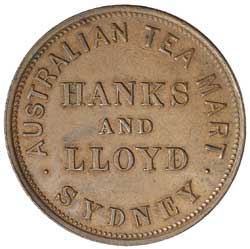 · AUSTRALIAN TEA MART ·
HANKS
AND
LLOYD
SYDNEY